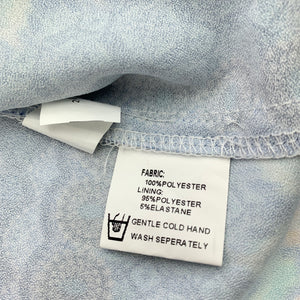 FABRIC:
100%POLYESTER
LINING:
95%POLYESTER
5%ELASTANE
GENTLE COLD HAND
WASH SEPERATELY